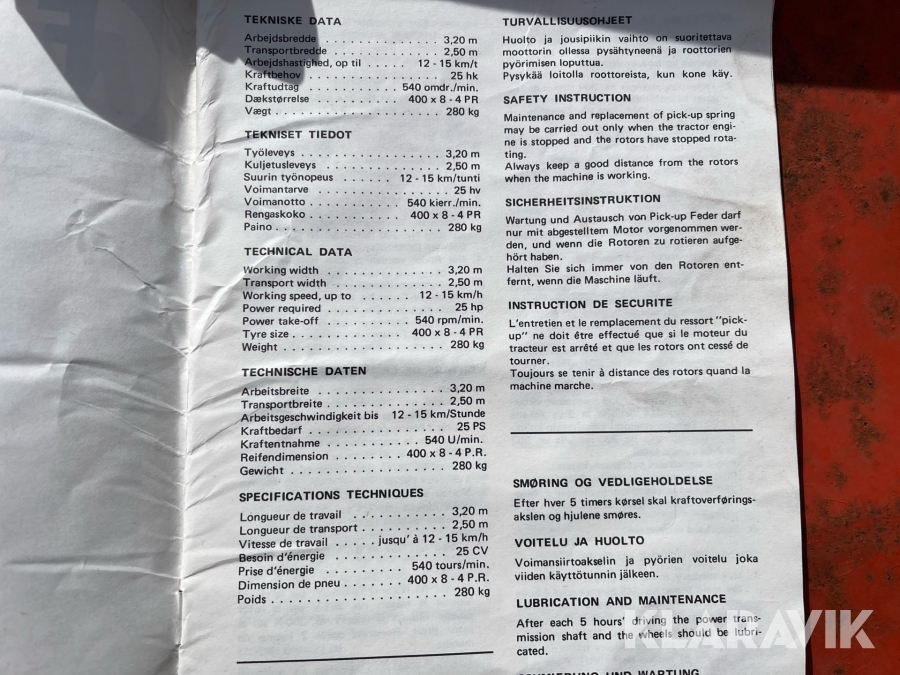 TEKNISKE DATA
Arbejdsbredde . . . . . . . . . . . . . . . 3,20 m
Transportbredde . . . . . . . . . . . . . 2,50 m
Arbejdshastighed, op til . . . . . 12 - 15 km/t
Kraftbehov . . . . . . . . . . . . . . . . . 25 hk
Kraftudtag . . . . . . . . . . . 540 omdr./min.
Dækstørrelse . . . . . . . . . . 400 x 8 - 4 PR
Vægt . . . . . . . . . . . . . . . . . . . . . 280 kg
TEKNISET TIEDOT
Työleveys . . . . . . . . . . . . . . . . . . 3,20 m
Kuljetusleveys . . . . . . . . . . . . . . . 2,50 m
Suurin työnopeus . . . . . . 12 - 15 km/tunti
Voimantarve . . . . . . . . . . . . . . . . 25 hv
Voimanotto . . . . . . . . . . . 540 kierr./min.
Rengaskoko . . . . . . . . . . . 400 x 8 - 4 PR
Paino . . . . . . . . . . . . . . . . . . . . . 280 kg
TECHNICAL DATA
Working width . . . . . . . . . . . . . . . 3,20 m
Transport width . . . . . . . . . . . . . . 2,50 m
Working speed, up to . . . . . . 12 - 15 km/h
Power required . . . . . . . . . . . . . . . 25 hp
Power take-off . . . . . . . . . . . 540 rpm/min.
Tyre size . . . . . . . . . . . . . . 400 x 8 - 4 PR
Weight . . . . . . . . . . . . . . . . . . . . 280 kg
TECHNISCHE DATEN
Arbeitsbreite . . . . . . . . . . . . . . . . 3,20 m
Transportbreite . . . . . . . . . . . . . . 2,50 m
Arbeitsgeschwindigkeit bis 12 - 15 km/Stunde
Kraftbedarf . . . . . . . . . . . . . . . . . 25 PS
Kraftentnahme . . . . . . . . . . . . 540 U/min.
Reifendimension . . . . . . . . . 400 x 8 - 4 P.R.
Gewicht . . . . . . . . . . . . . . . . . . . 280 kg
SPECIFICATIONS TECHNIQUES
Longueur de travail . . . . . . . . . . . . 3,20 m
Longueur de transport . . . . . . . . . . . 2,50 m
Vitesse de travail . . . . . jusqu' à 12 - 15 km/h
Besoin d'énergie . . . . . . . . . . . . . . 25 CV
Prise d'énergie . . . . . . . . . . 540 tours/min.
Dimension de pneu . . . . . . . 400 x 8 - 4 P.R.
Poids . . . . . . . . . . . . . . . . . . . . . 280 kg
TURVALLISUUSOHJEET
Huolto ja jousipiikin vaihto on suoritettava
moottorin ollessa pysähtyneenä ja roottorien
pyörimisen loputtua.
Pysykää loitolla roottoreista, kun kone käy.
SAFETY INSTRUCTION
Maintenance and replacement of pick-up spring
may be carried out only when the tractor engi-
ne is stopped and the rotors have stopped rota-
ting.
Always keep a good distance from the rotors
when the machine is working.
SICHERHEITSINSTRUKTION
Wartung und Austausch von Pick-up Feder darf
nur mit abgestelltem Motor vorgenommen wer-
den, und wenn die Rotoren zu rotieren aufge-
hört haben.
Halten Sie sich immer von den Rotoren ent-
fernt, wenn die Maschine läuft.
INSTRUCTION DE SECURITE
L'entretien et le remplacement du ressort "pick-
up" ne doit être effectué que si le moteur du
tracteur est arrêté et que les rotors ont cessé de
tourner.
Toujours se tenir à distance des rotors quand la
machine marche.
SMØRING OG VEDLIGEHOLDELSE
Efter hver 5 timers kørsel skal kraftoverførings-
akslen og hjulene smøres.
VOITELU JA HUOLTO
Voimansiirtoakselin ja pyörien voitelu joka
viiden käyttötunnin jälkeen.
LUBRICATION AND MAINTENANCE
After each 5 hours' driving the power trans-
mission shaft and the wheels should be lubri-
cated.
SCHMIERUNG UND WARTUNG
KLARAVIK